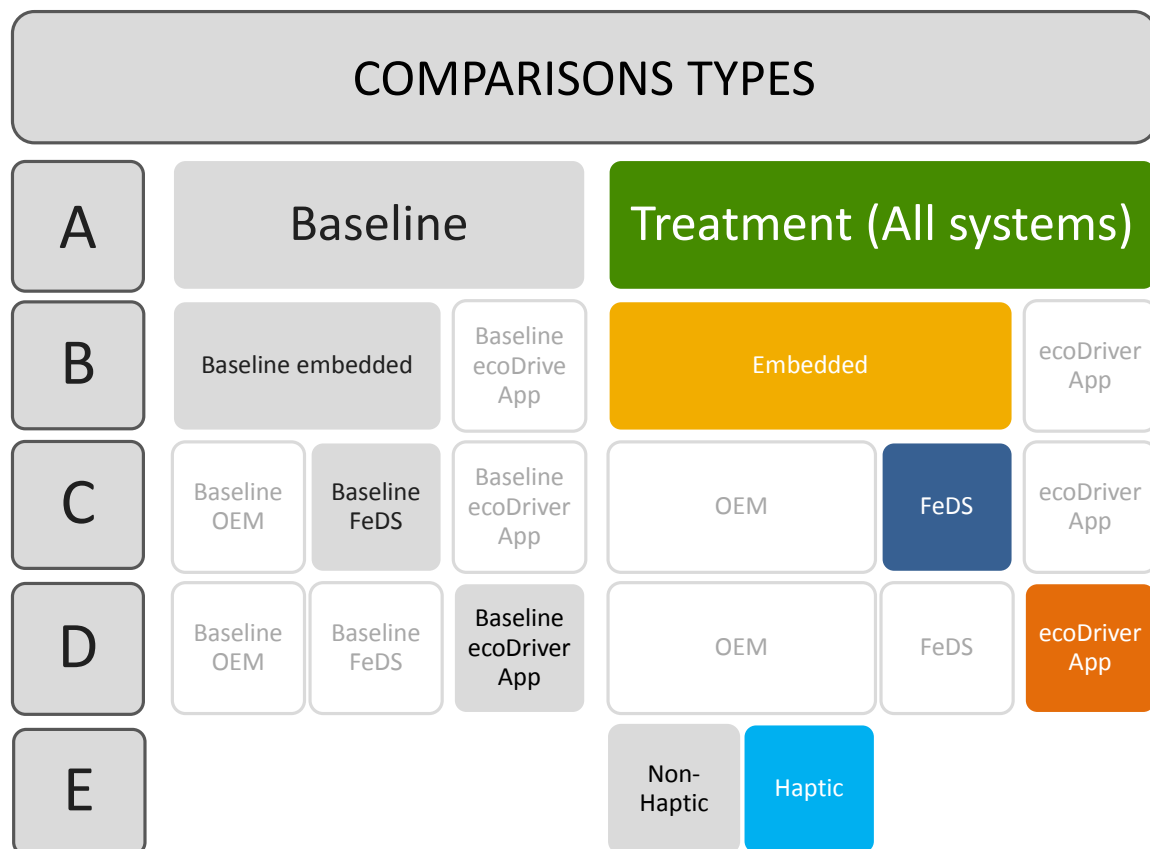 COMPARISONS TYPES
A
Baseline
Treatment (All systems)
B
Baseline embedded
Baseline
ecoDrive
App
Embedded
ecoDriver
App
C
Baseline
OEM
Baseline
FeDS
Baseline
ecoDriver
App
OEM
FeDS
ecoDriver
App
D
Baseline
OEM
Baseline
FeDS
Baseline
ecoDriver
App
OEM
FeDS
ecoDriver
App
E
Non-
Haptic
Haptic